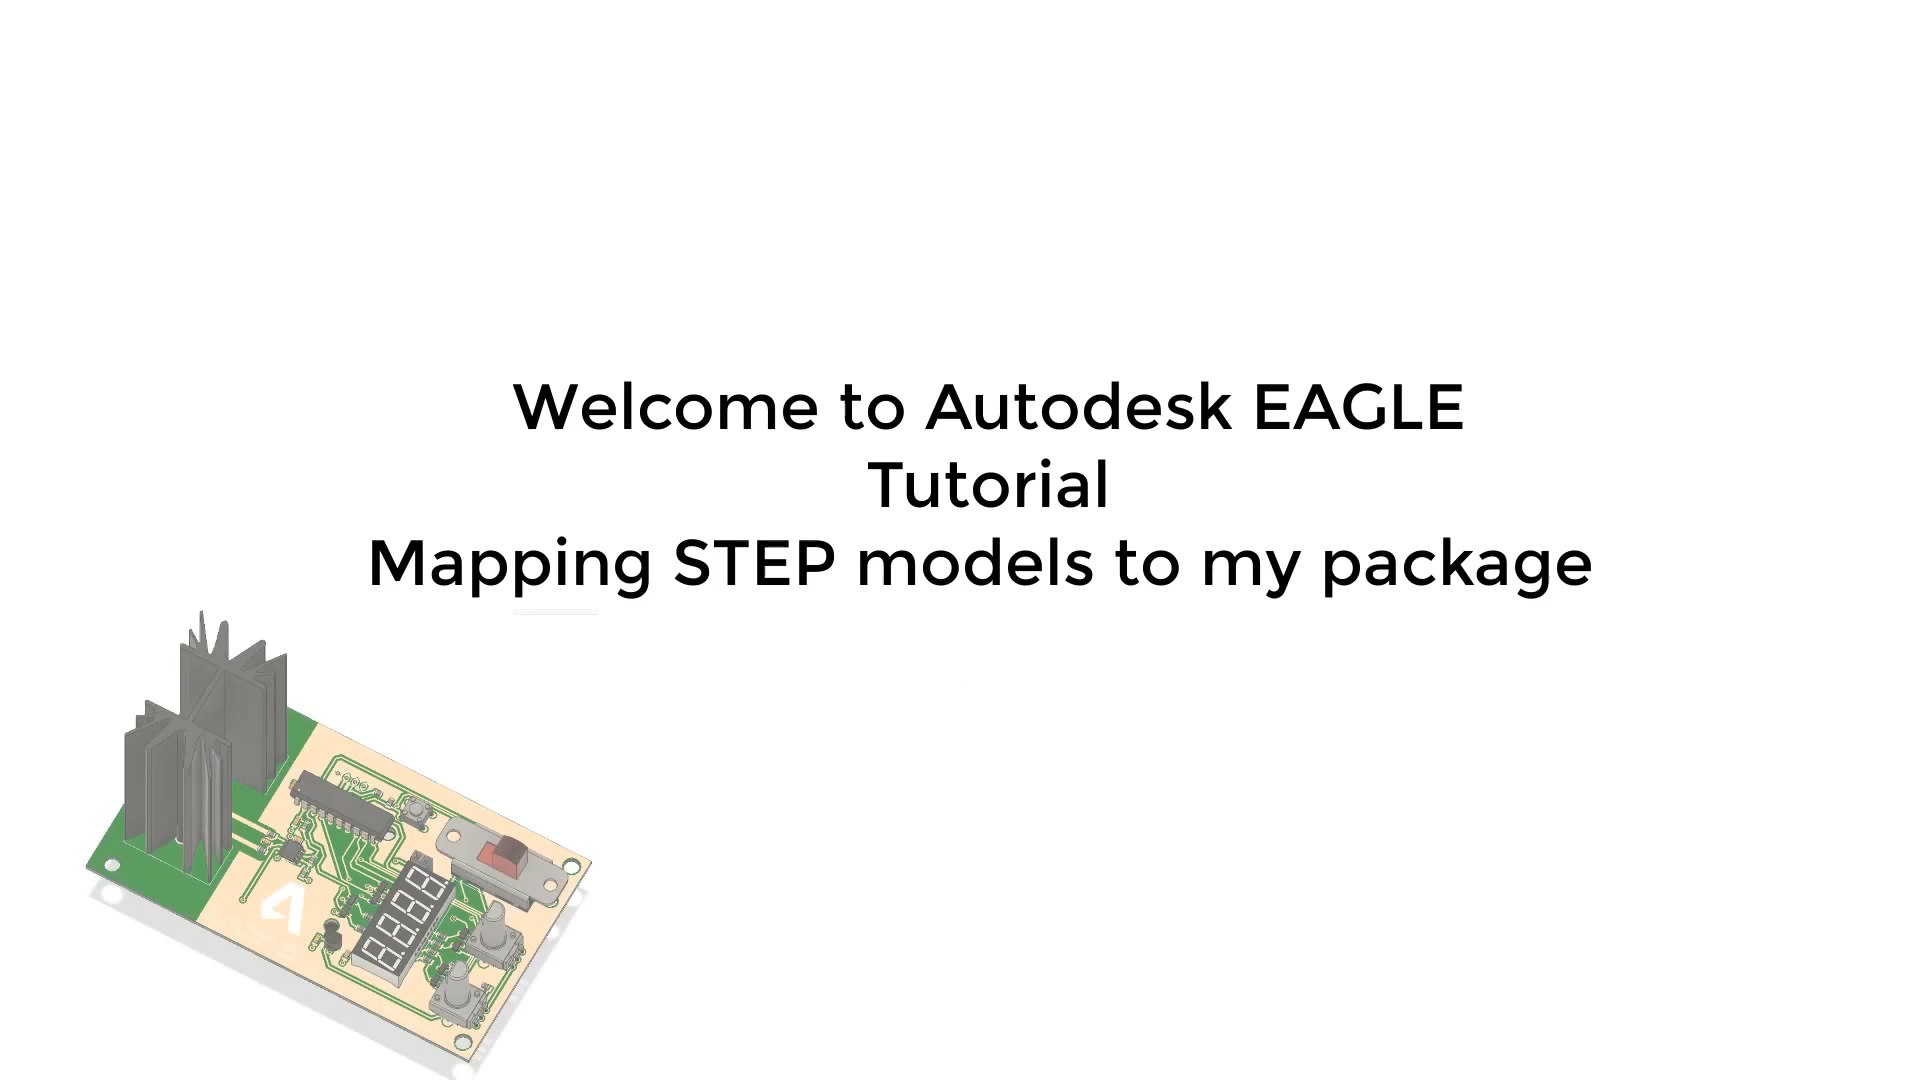 Welcome to Autodesk EAGLE
Tutorial
Mapping STEP models to my package